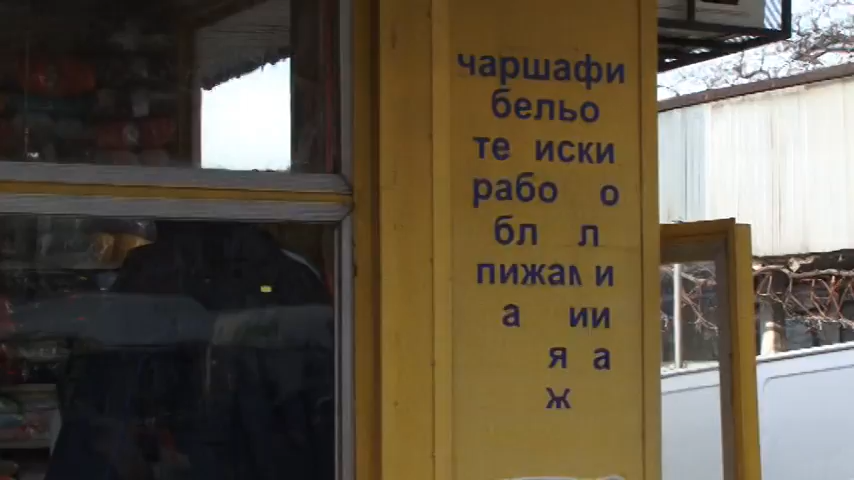 чаршафи
бельо
те иски
рабо о
бл л
пижам и
а ии
я а
ж